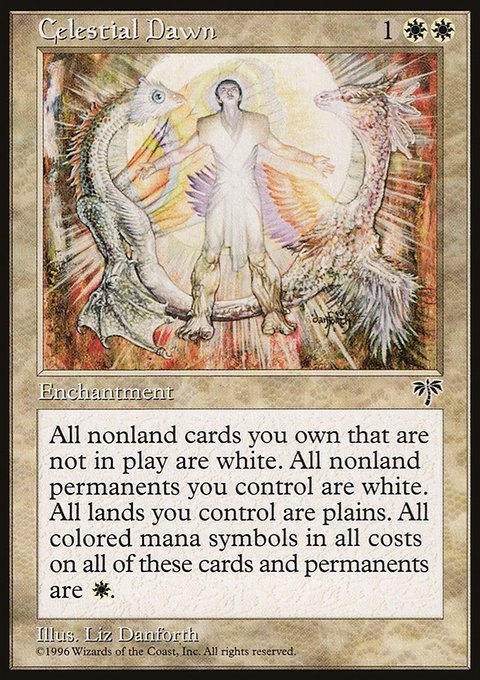 Celestial Dawn 1
Enchantment
All nonland cards you own that are
not in play are white. All nonland
permanents you control are white.
All lands you control are plains. All
colored mana symbols in all costs
on all of these cards and permanents
are .
Illus. Liz Danforth
©1996 Wizards of the Coast, Inc. All rights reserved.